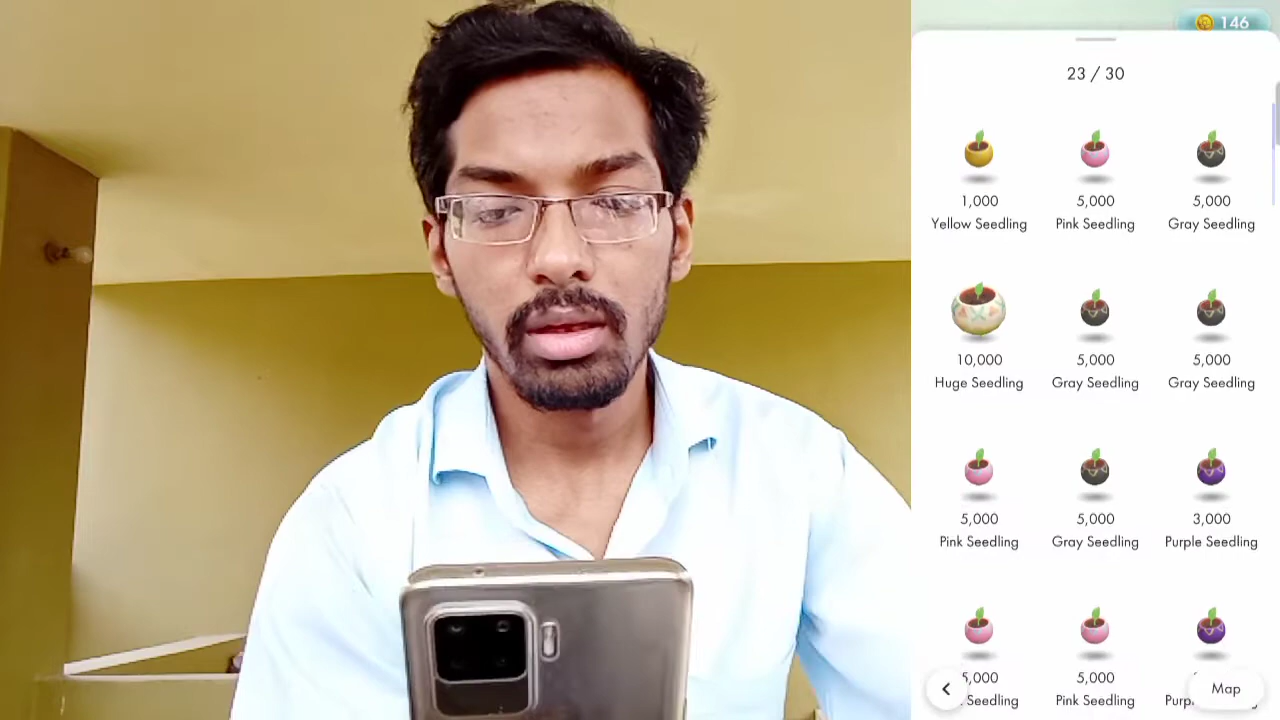 146
23 / 30
1,000 5,000 5,000
Yellow Seedling Pink Seedling Gray Seedling
10,000 5,000 5,000
Huge Seedling Gray Seedling Gray Seedling
5,000 5,000 3,000
Pink Seedling Gray Seedling Purple Seedling
5,000 5,000
Seedling Pink Seedling
Map